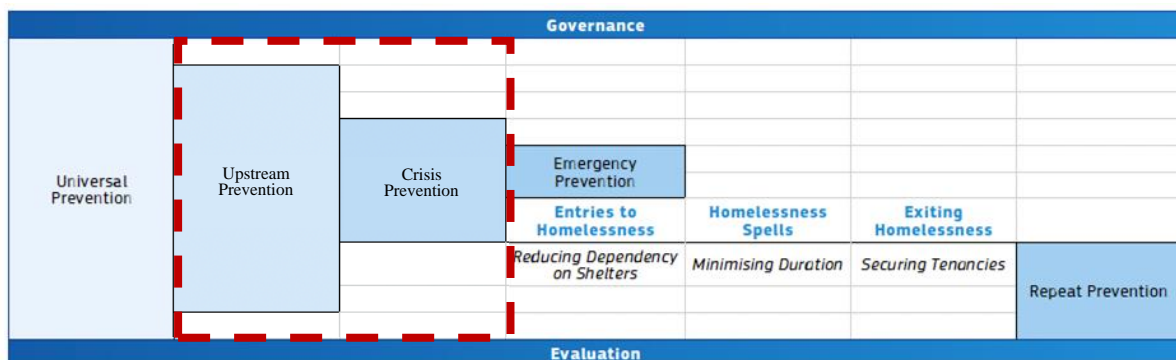 Governance
Universal
Prevention
Upstream
Prevention
Crisis
Prevention
Emergency
Prevention
Entries to
Homelessness
Homelessness
Spells
Exiting
Homelessness
Reducing Dependency
on Shelters
Minimising Duration
Securing Tenancies
Repeat Prevention
Evaluation